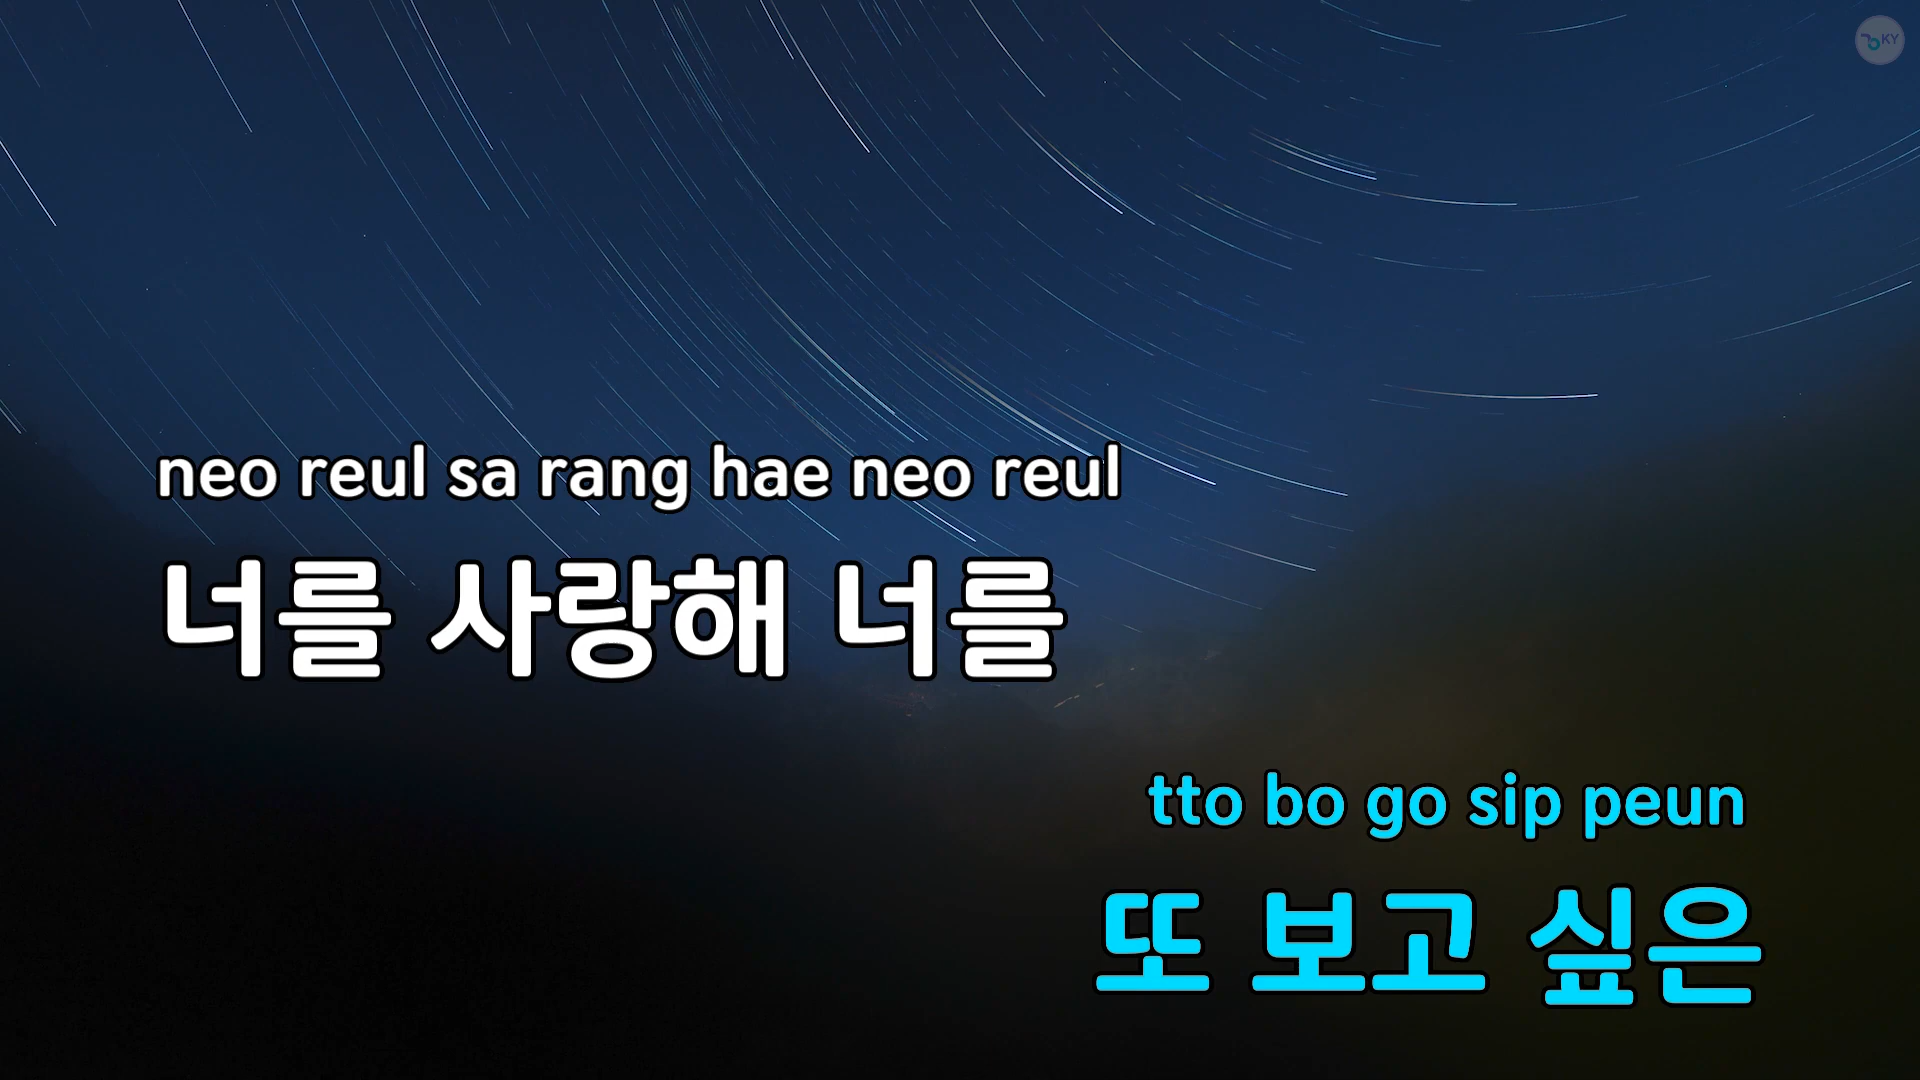 KY
neo reul sa rang hae neo reul
너를 사랑해 너를
tto bo go sip peun
또 보고 싶은